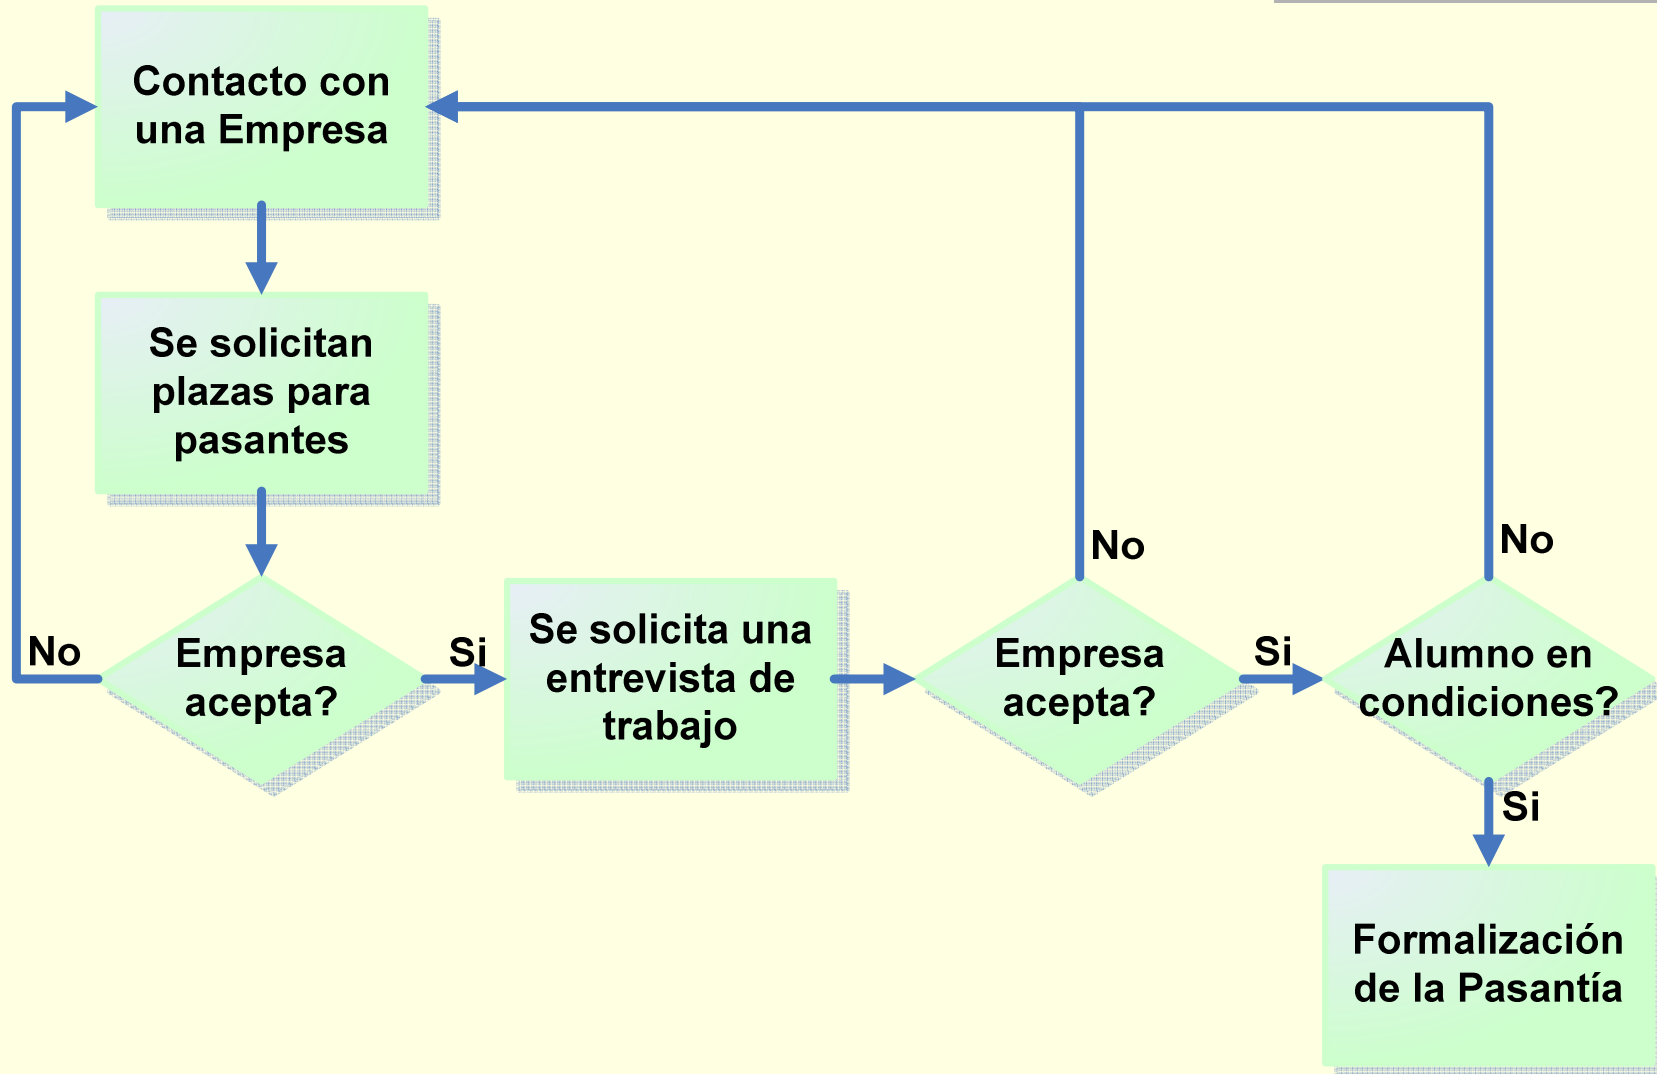 Contacto con
una Empresa
Se solicitan
plazas para
pasantes
No
Empresa
acepta?
Si
Se solicita una
entrevista de
trabajo
No
Empresa
acepta?
Si
No
Alumno en
condiciones?
Si
Formalización
de la Pasantía